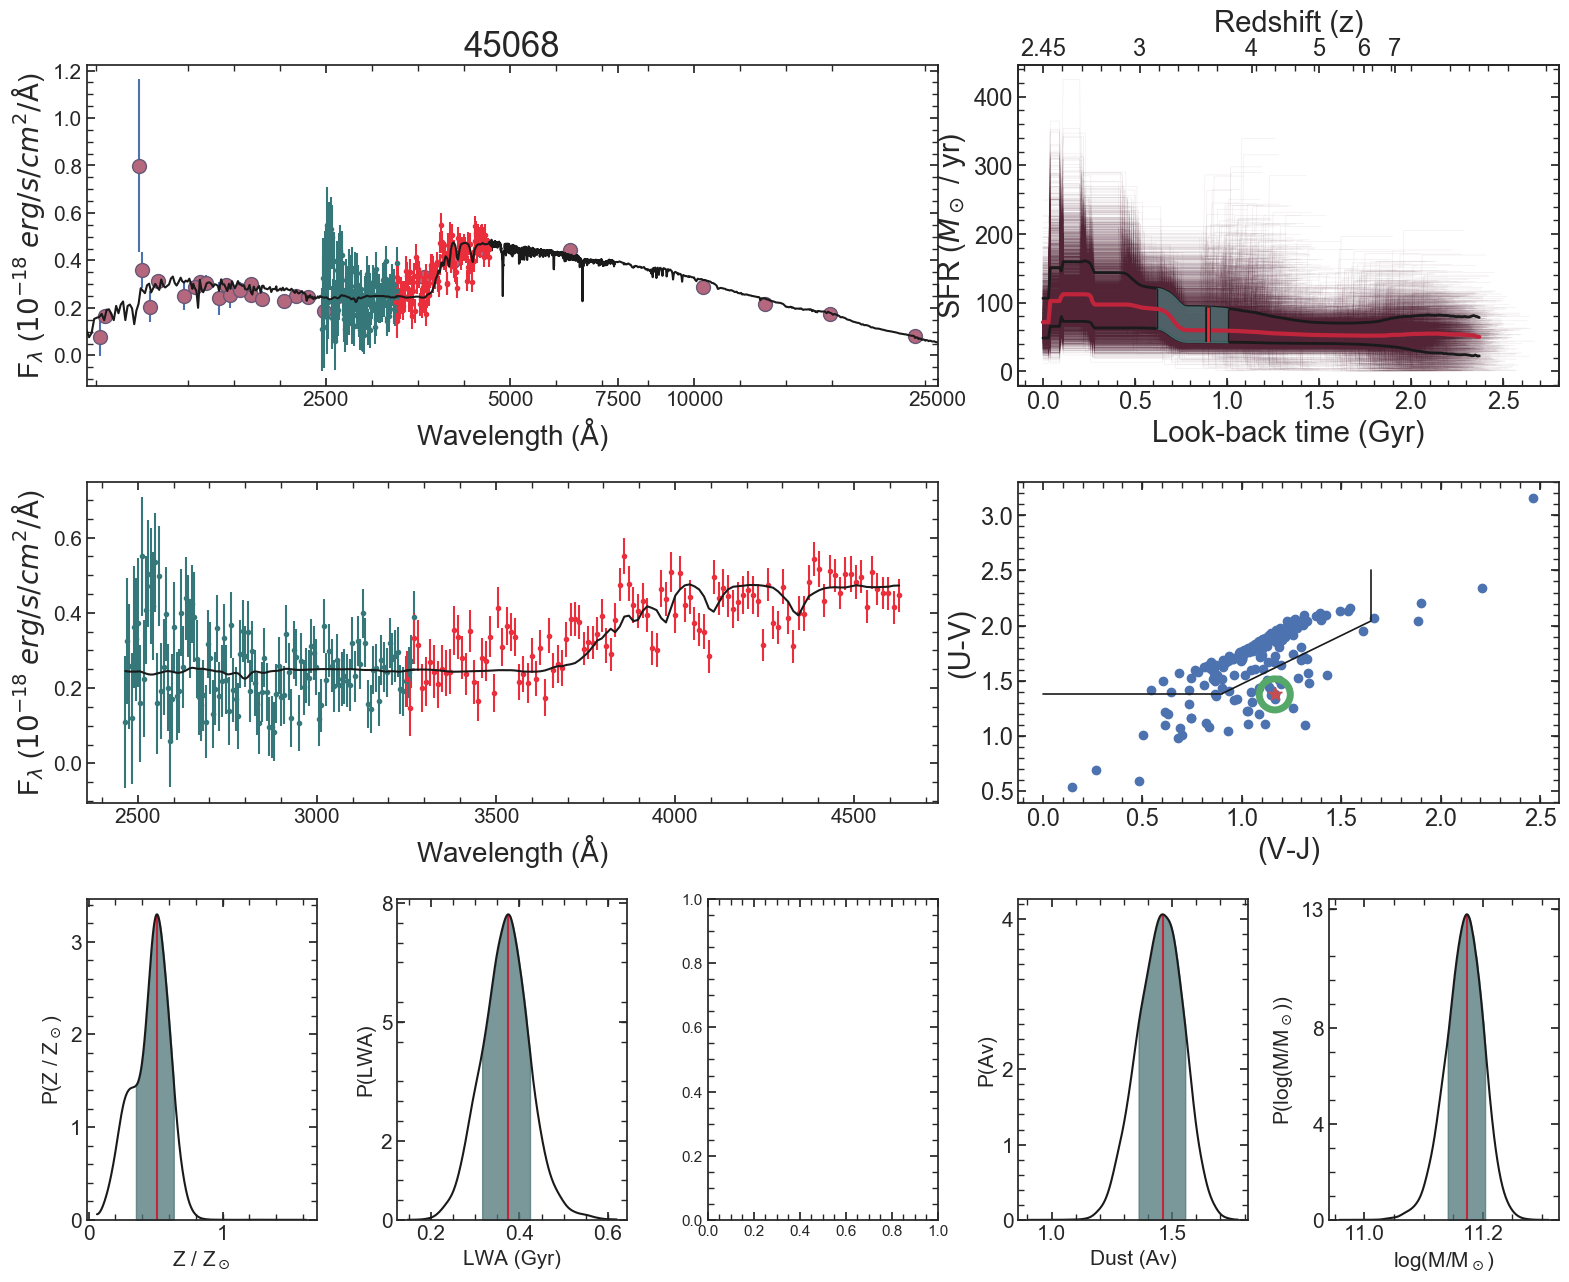 45068
1.2
1.0
0.8
0.6
0.4
0.2
0.0
F_λ (10^−18 erg/s/cm^2/Å)
2500 5000 7500 10000 25000
Wavelength (Å)
Redshift (z)
2.45 3 4 5 6 7
400
300
200
100
0
SFR (M_⊙ / yr)
0.0 0.5 1.0 1.5 2.0 2.5
Look-back time (Gyr)
0.6
0.4
0.2
0.0
F_λ (10^−18 erg/s/cm^2/Å)
2500 3000 3500 4000 4500
Wavelength (Å)
3.0
2.5
2.0
1.5
1.0
0.5
(U-V)
0.0 0.5 1.0 1.5 2.0 2.5
(V-J)
3
2
1
0
P(Z / Z_⊙)
0 1
Z / Z_⊙
8
5
2
0
P(LWA)
0.2 0.4 0.6
LWA (Gyr)
1.0
0.8
0.6
0.4
0.2
0.0
0.0 0.2 0.4 0.6 0.8 1.0
4
2
1
0
P(Av)
1.0 1.5
Dust (Av)
13
8
4
0
P(log(M/M_⊙))
11.0 11.2
log(M/M_⊙)